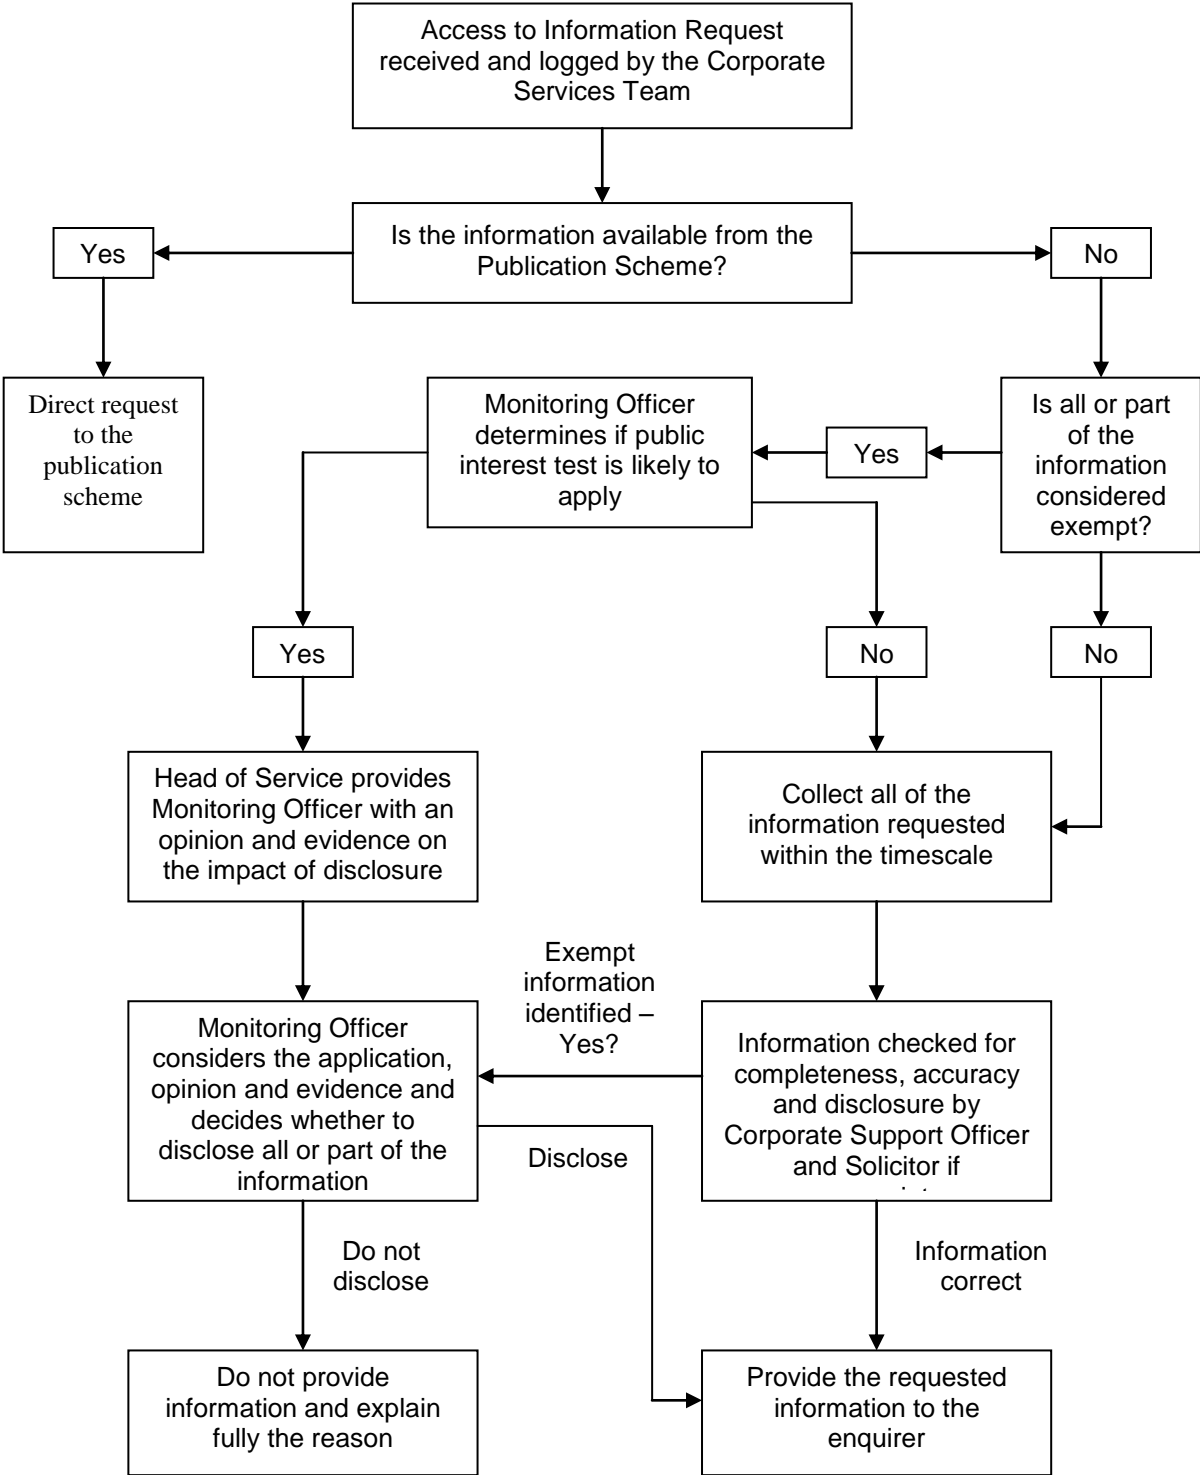 Access to Information Request
received and logged by the Corporate
Services Team
Is the information available from the
Publication Scheme?
Yes
No
Direct request
to the
publication
scheme
Monitoring Officer
determines if public
interest test is likely to
apply
Yes
Is all or part
of the
information
considered
exempt?
Yes
No
No
Head of Service provides
Monitoring Officer with an
opinion and evidence on
the impact of disclosure
Collect all of the
information requested
within the timescale
Exempt
information
identified –
Yes?
Monitoring Officer
considers the application,
opinion and evidence and
decides whether to
disclose all or part of the
information
Information checked for
completeness, accuracy
and disclosure by
Corporate Support Officer
and Solicitor if
Disclose
Do not
disclose
Information
correct
Do not provide
information and explain
fully the reason
Provide the requested
information to the
enquirer